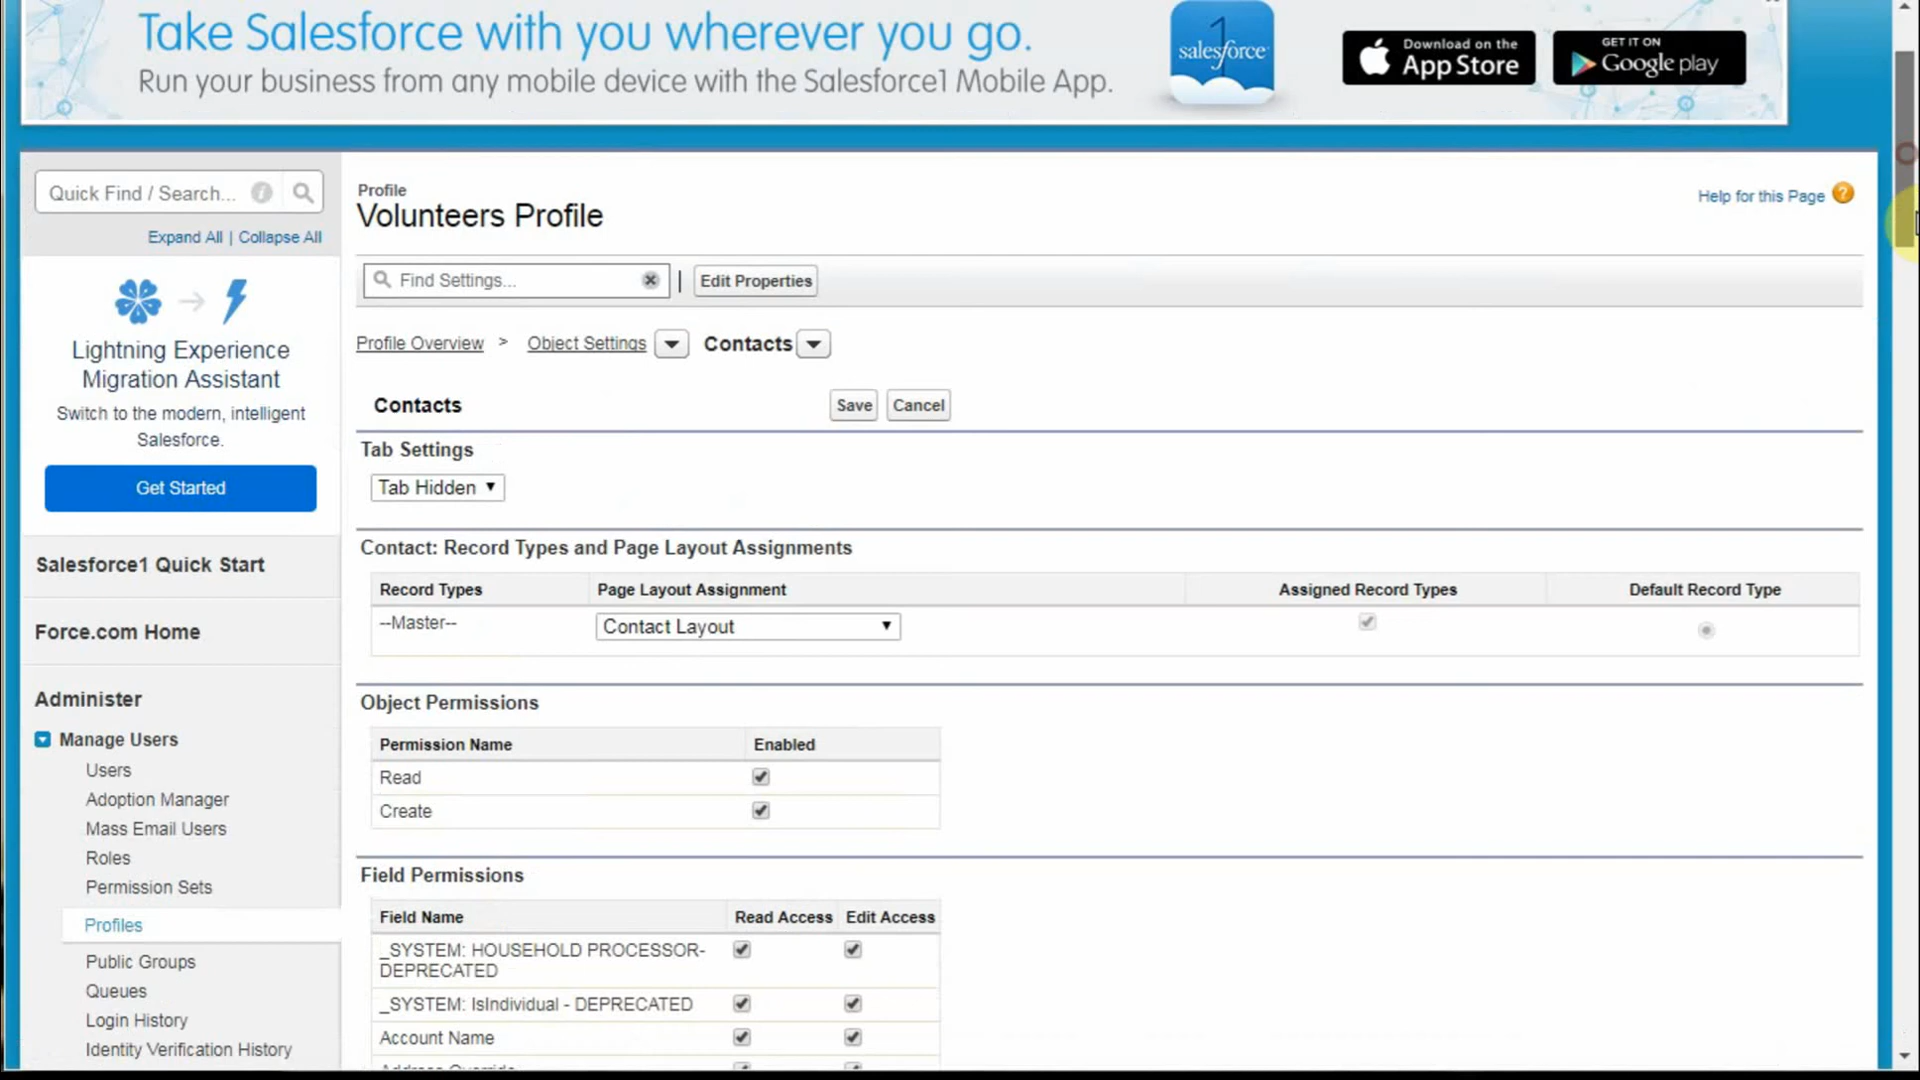 Take Salesforce with you wherever you go.
Run your business from any mobile device with the Salesforce1 Mobile App.
1
salesforce
Download on the
App Store
GET IT ON
Google play
Quick Find / Search...
Expand All | Collapse All
Lightning Experience
Migration Assistant
Switch to the modern, intelligent
Salesforce.
Get Started
Salesforce1 Quick Start
Force.com Home
Administer
Manage Users
Users
Adoption Manager
Mass Email Users
Roles
Permission Sets
Profiles
Public Groups
Queues
Login History
Identity Verification History
Profile
Volunteers Profile
Help for this Page ?
Find Settings...
| Edit Properties
Profile Overview > Object Settings Contacts
Contacts Save Cancel
Tab Settings
Tab Hidden
Contact: Record Types and Page Layout Assignments
Record Types Page Layout Assignment Assigned Record Types Default Record Type
--Master-- Contact Layout
Object Permissions
Permission Name Enabled
Read
Create
Field Permissions
Field Name Read Access Edit Access
_SYSTEM: HOUSEHOLD PROCESSOR-
DEPRECATED
_SYSTEM: IsIndividual - DEPRECATED
Account Name